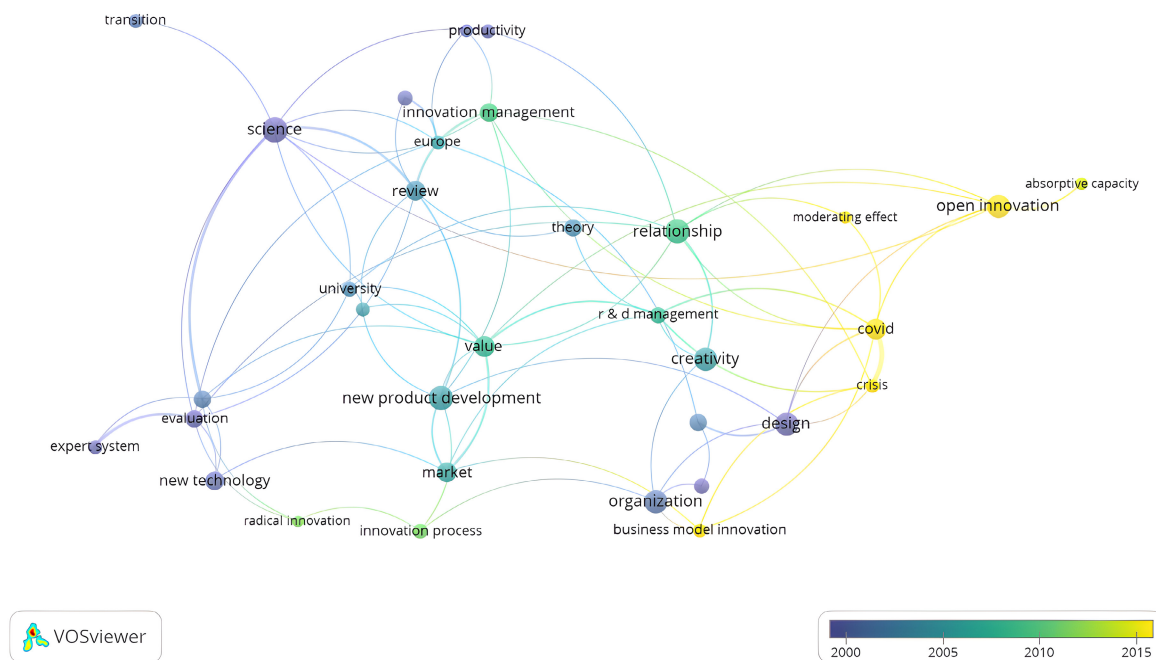 transition
productivity
innovation management
science
europe
absorptive capacity
review
open innovation
moderating effect
theory
relationship
university
r & d management
covid
value
creativity
crisis
new product development
evaluation
design
expert system
market
new technology
organization
radical innovation
innovation process
business model innovation
VOSviewer
2000
2005
2010
2015